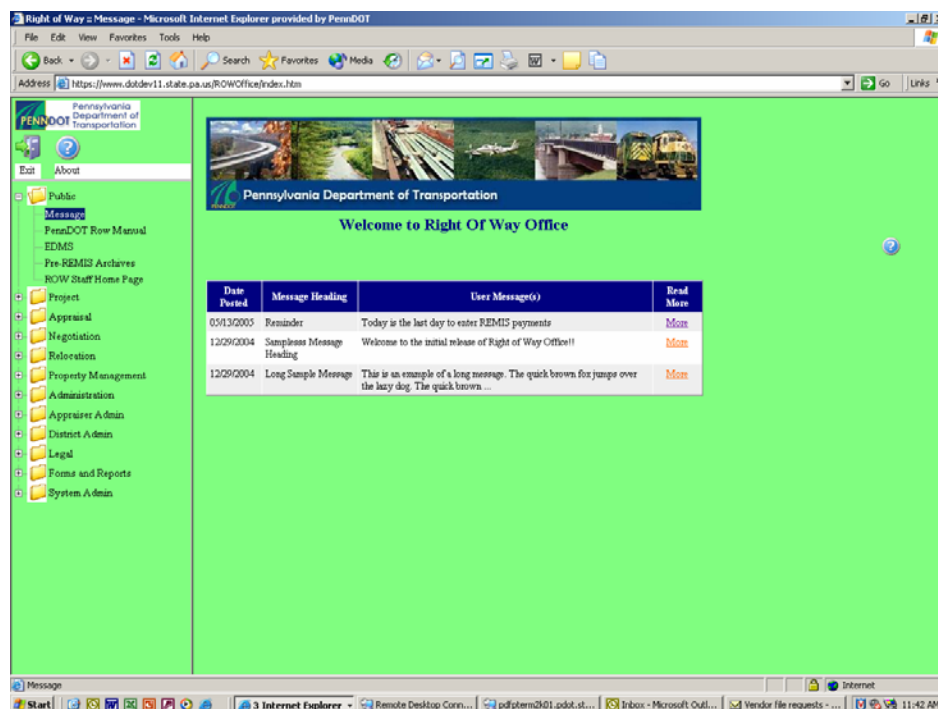 Right of Way :: Message - Microsoft Internet Explorer provided by PennDOT
File Edit View Favorites Tools Help
Back Search Favorites Media
Address https://www.dotdev11.state.pa.us/ROWOffice/index.htm Go Links
Pennsylvania
PENNDOT Department of
Transportation
Exit About
Public
Message
PennDOT Row Manual
EDMS
Pre-REMIS Archives
ROW Staff Home Page
Project
Appraisal
Negotiation
Relocation
Property Management
Administration
Appraiser Admin
District Admin
Legal
Forms and Reports
System Admin
Pennsylvania Department of Transportation
Welcome to Right Of Way Office
Date Posted Message Heading User Message(s) Read More
05/13/2005 Reminder Today is the last day to enter REMIS payments More
12/29/2004 Samplesss Message Heading Welcome to the initial release of Right of Way Office!! More
12/29/2004 Long Sample Message This is an example of a long message. The quick brown fox jumps over
the lazy dog. The quick brown ... More
Message Internet
Start 3 Internet Explorer Remote Desktop Conn... pdfpterm2k01.pdot.st... Inbox - Microsoft Outl... Vendor file requests - ... 11:42 AM